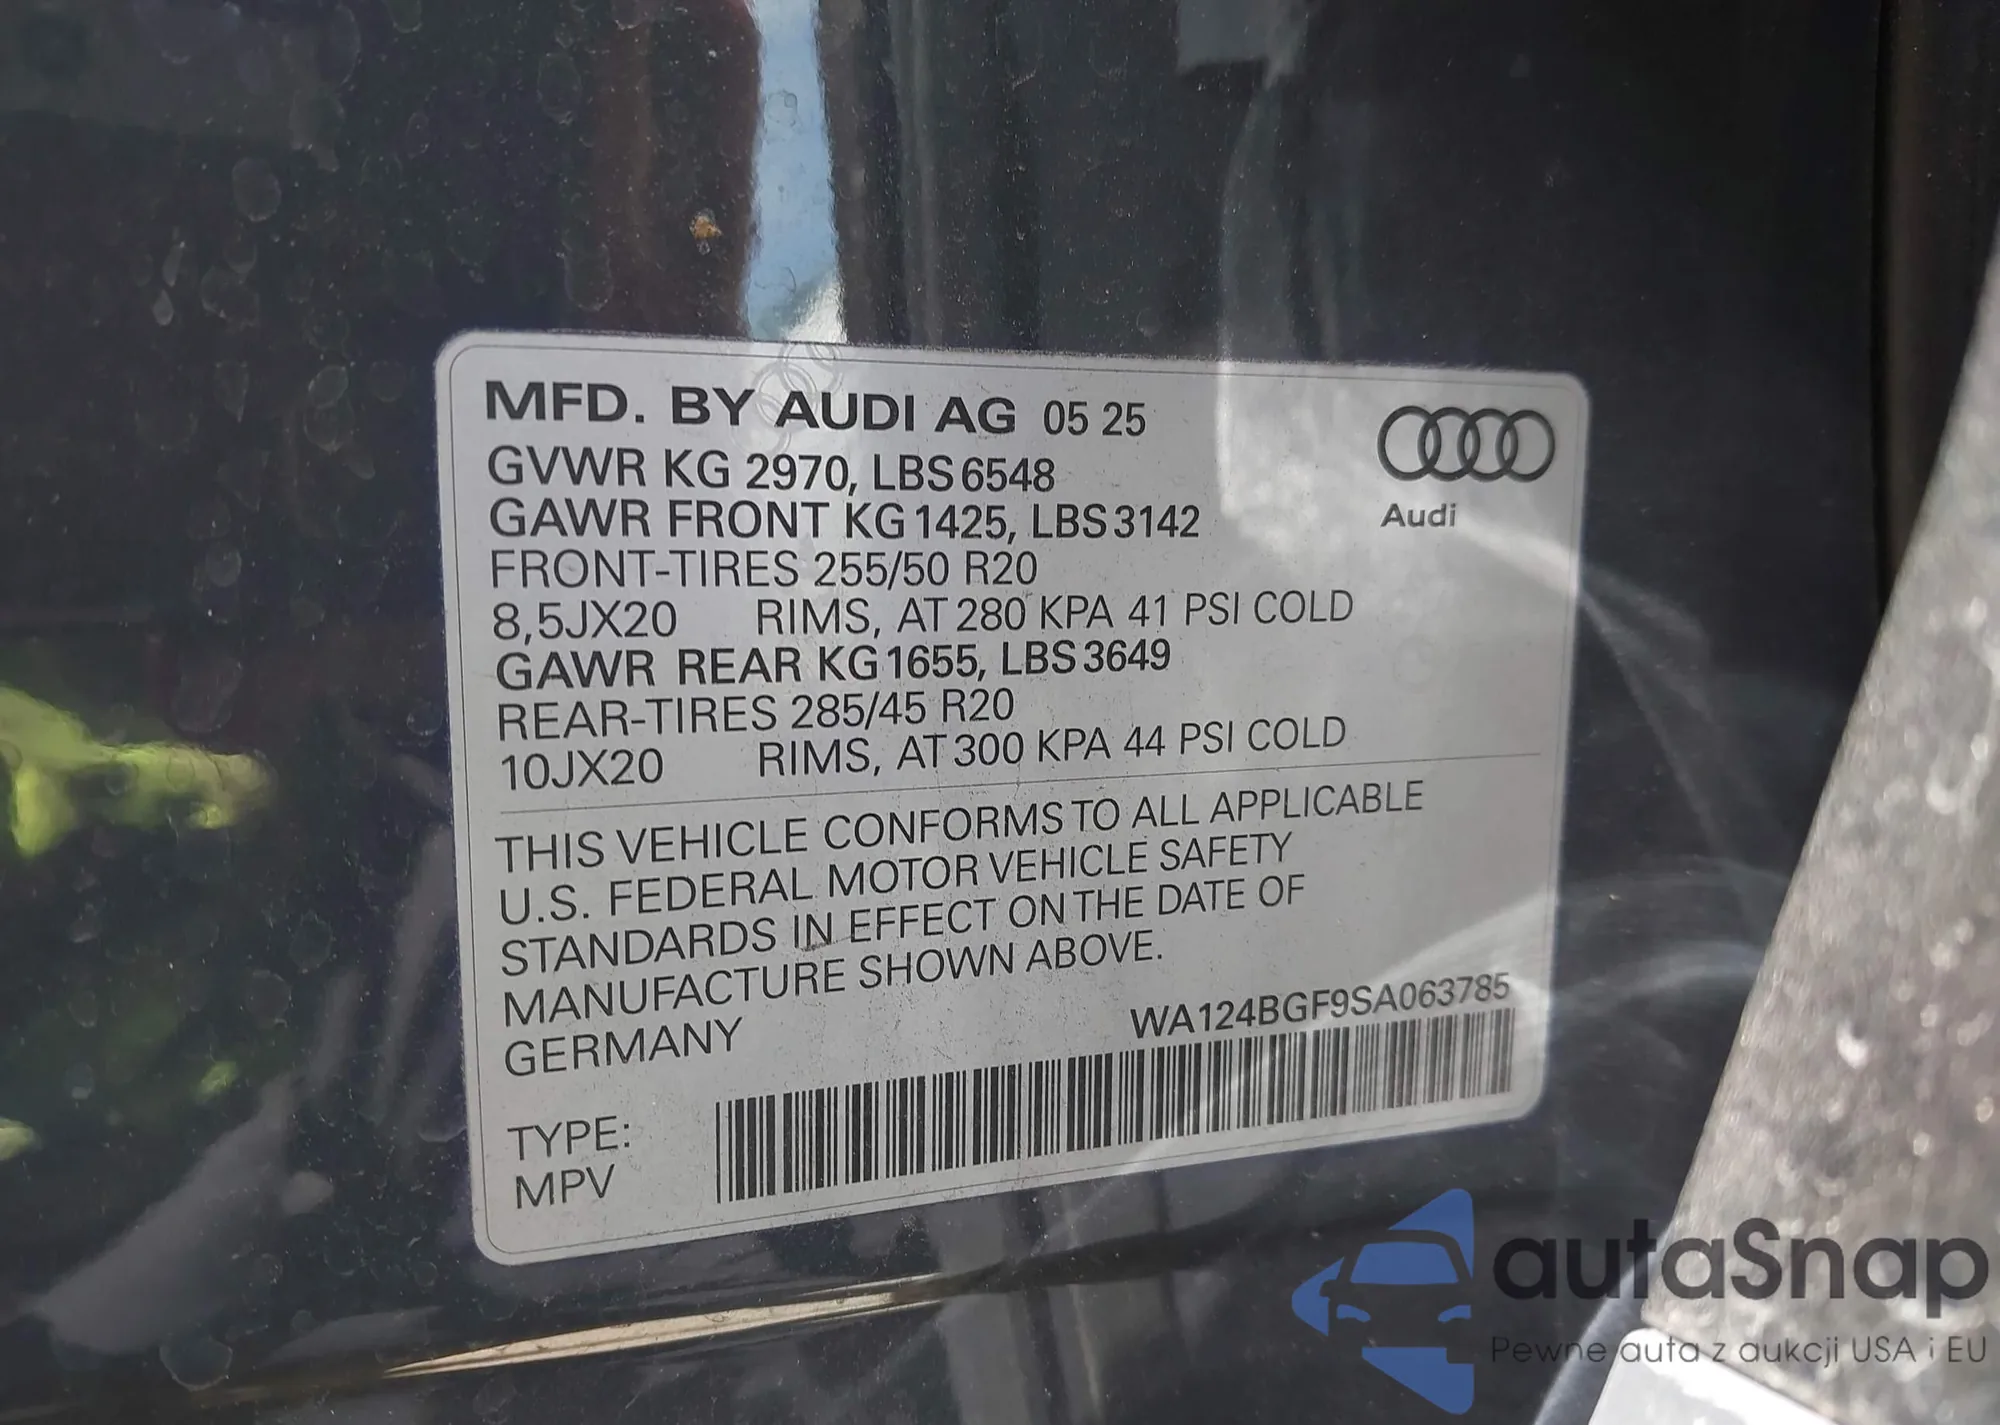 MFD. BY AUDI AG 05 25
GVWR KG 2970, LBS 6548
GAWR FRONT KG 1425, LBS 3142
FRONT-TIRES 255/50 R20
8,5JX20 RIMS, AT 280 KPA 41 PSI COLD
GAWR REAR KG 1655, LBS 3649
REAR-TIRES 285/45 R20
10JX20 RIMS, AT 300 KPA 44 PSI COLD
Audi
THIS VEHICLE CONFORMS TO ALL APPLICABLE
U.S. FEDERAL MOTOR VEHICLE SAFETY
STANDARDS IN EFFECT ON THE DATE OF
MANUFACTURE SHOWN ABOVE.
GERMANY
WA124BGF9SA063785
TYPE:
MPV
autaSnap
Pewne auta z aukcji USA i EU